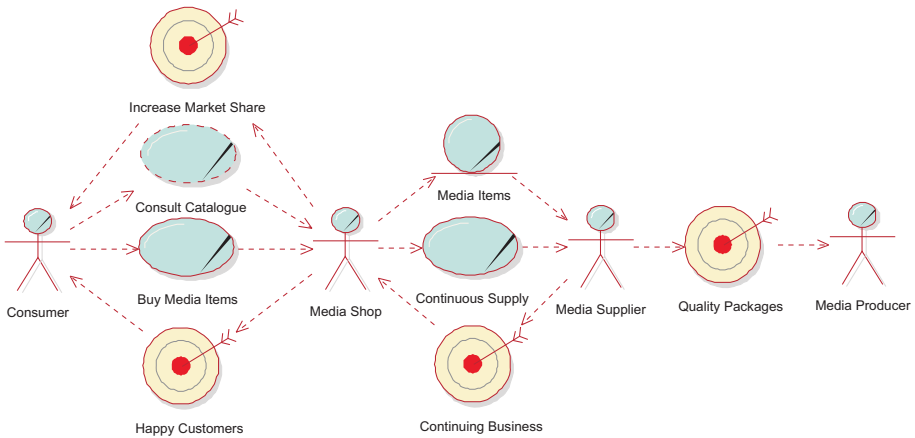 Increase Market Share
Consult Catalogue
Media Items
Consumer
Buy Media Items
Media Shop
Continuous Supply
Media Supplier
Quality Packages
Media Producer
Happy Customers
Continuing Business